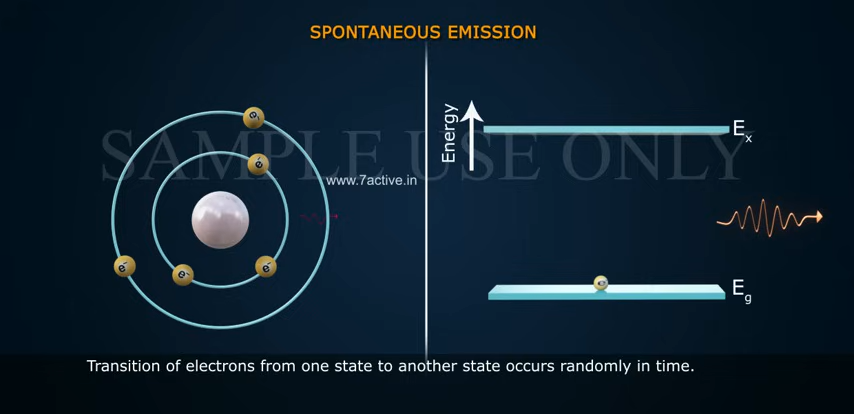 SPONTANEOUS EMISSION
SAMPLE USE ONLY
www.7active.in
e-
e-
e-
e-
e-
Energy
Ex
Eg
e-
Transition of electrons from one state to another state occurs randomly in time.